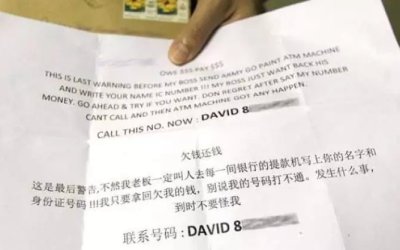 OWE $$$-PAY $$$
THIS IS LAST WARNING BEFORE MY BOSS SEND ARMY GO PAINT ATM MACHINE
AND WRITE YOUR NAME IC NUMBER !!! MY BOSS JUST WANT BACK HIS
MONEY. GO AHEAD & TRY IF YOU WANT. DON REGRET AFTER SAY MY NUMBER
CANT CALL AND THEN ATM MACHINE GOT ANY HAPPEN.
CALL THIS NO. NOW : DAVID 8
欠钱还钱
这是最后警告,不然我老板一定叫人去每一间银行的提款机写上你的名字和
身份证号码 !!!我只要拿回欠我的钱，别说我的号码打不通。发生什么事，
到时不要怪我
联系号码 : DAVID 8